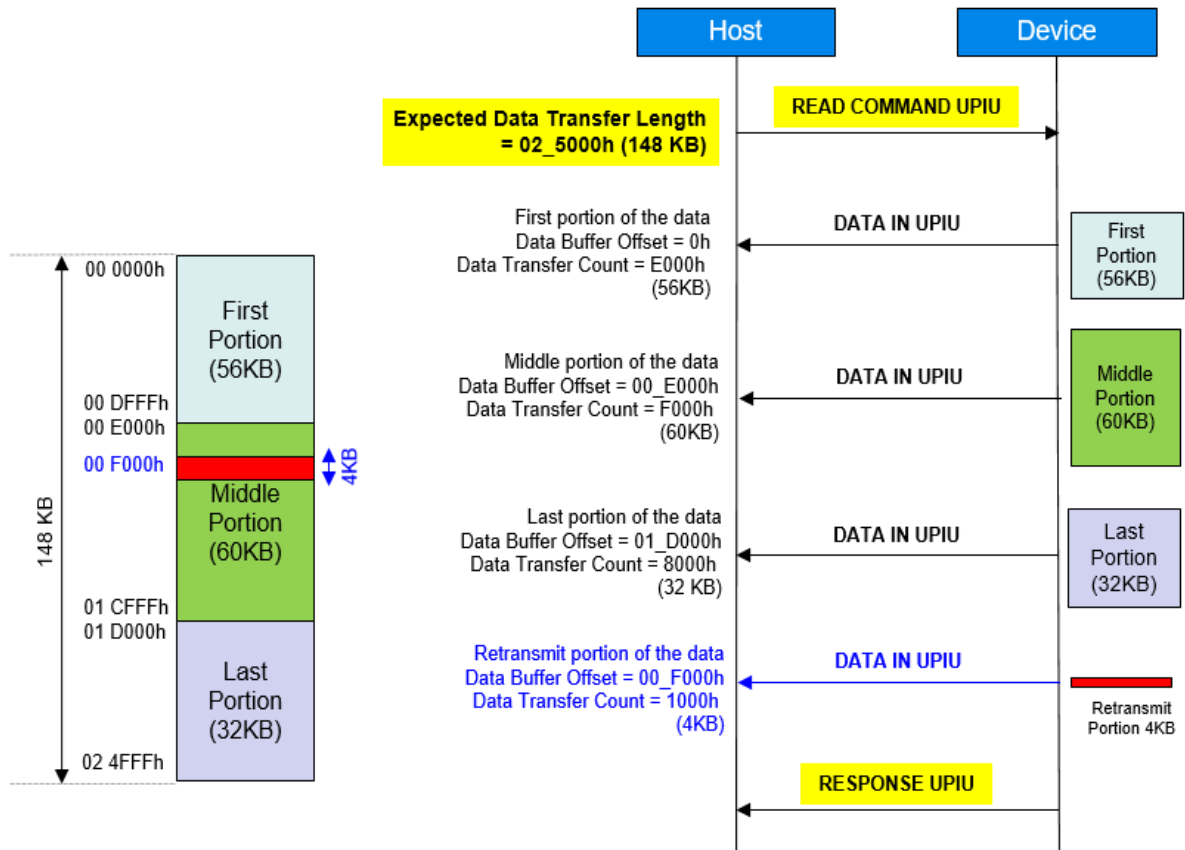 Host
Device
Expected Data Transfer Length
= 02_5000h (148 KB)
READ COMMAND UPIU
First portion of the data
Data Buffer Offset = 0h
Data Transfer Count = E000h
(56KB)
DATA IN UPIU
First
Portion
(56KB)
Middle portion of the data
Data Buffer Offset = 00_E000h
Data Transfer Count = F000h
(60KB)
DATA IN UPIU
Middle
Portion
(60KB)
Last portion of the data
Data Buffer Offset = 01_D000h
Data Transfer Count = 8000h
(32 KB)
DATA IN UPIU
Last
Portion
(32KB)
Retransmit portion of the data
Data Buffer Offset = 00_F000h
Data Transfer Count = 1000h
(4KB)
DATA IN UPIU
Retransmit
Portion 4KB
RESPONSE UPIU
148 KB
00 0000h
First
Portion
(56KB)
00 DFFFh
00 E000h
00 F000h
4KB
Middle
Portion
(60KB)
01 CFFFh
01 D000h
Last
Portion
(32KB)
02 4FFFh